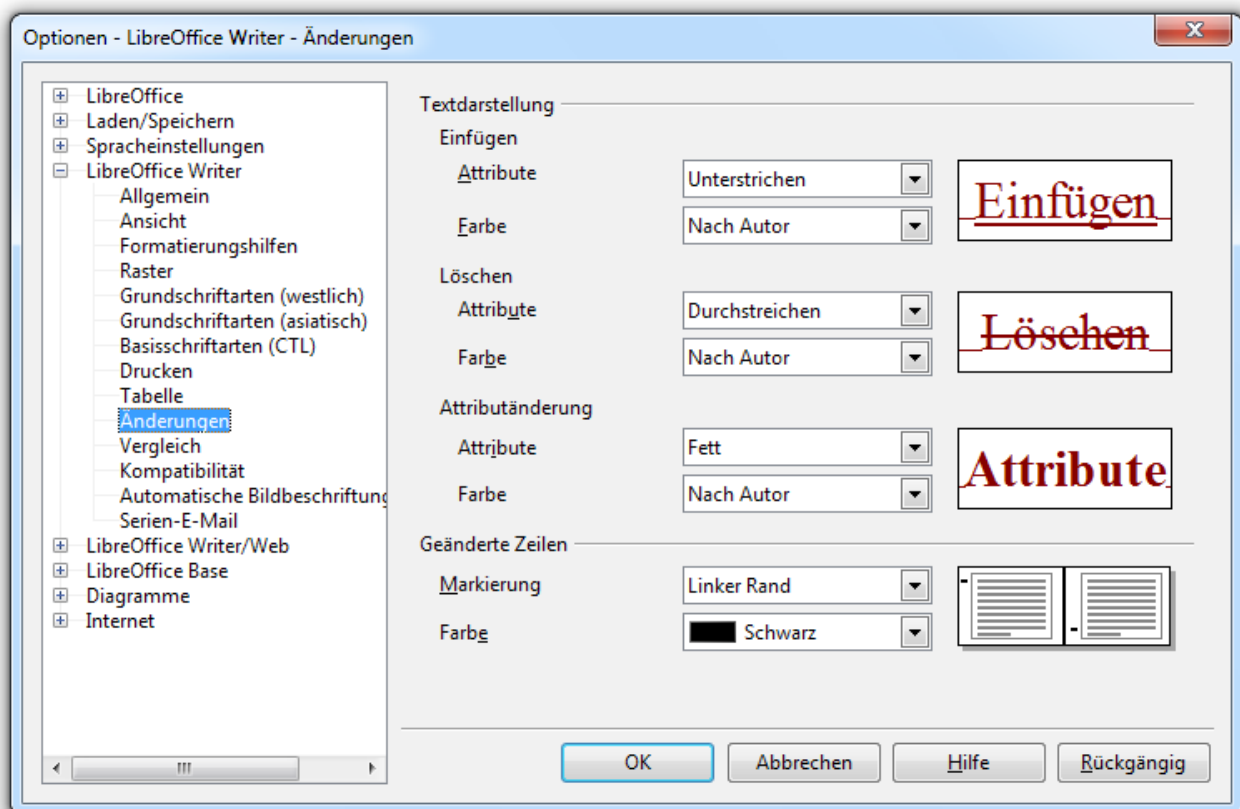 Optionen - LibreOffice Writer - Änderungen
LibreOffice
Laden/Speichern
Spracheinstellungen
LibreOffice Writer
Allgemein
Ansicht
Formatierungshilfen
Raster
Grundschriftarten (westlich)
Grundschriftarten (asiatisch)
Basisschriftarten (CTL)
Drucken
Tabelle
Änderungen
Vergleich
Kompatibilität
Automatische Bildbeschriftung
Serien-E-Mail
LibreOffice Writer/Web
LibreOffice Base
Diagramme
Internet
Textdarstellung
Einfügen
Attribute Unterstrichen Einfügen
Farbe Nach Autor
Löschen
Attribute Durchstreichen Löschen
Farbe Nach Autor
Attributänderung
Attribute Fett Attribute
Farbe Nach Autor
Geänderte Zeilen
Markierung Linker Rand
Farbe Schwarz
OK Abbrechen Hilfe Rückgängig